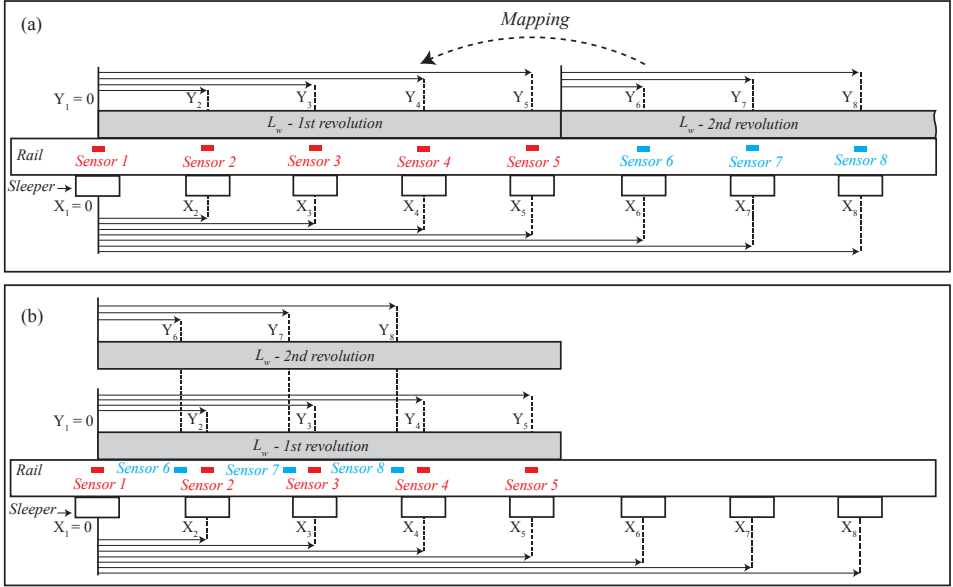 (a)
Mapping
Y1 = 0
Y2
Y3
Y4
Y5
Y6
Y7
Y8
Lw - 1st revolution
Lw - 2nd revolution
Rail
Sensor 1
Sensor 2
Sensor 3
Sensor 4
Sensor 5
Sensor 6
Sensor 7
Sensor 8
Sleeper
X1 = 0
X2
X3
X4
X5
X6
X7
X8
(b)
Y6
Y7
Y8
Lw - 2nd revolution
Y1 = 0
Y2
Y3
Y4
Y5
Lw - 1st revolution
Rail
Sensor 6
Sensor 7
Sensor 8
Sensor 1
Sensor 2
Sensor 3
Sensor 4
Sensor 5
Sleeper
X1 = 0
X2
X3
X4
X5
X6
X7
X8